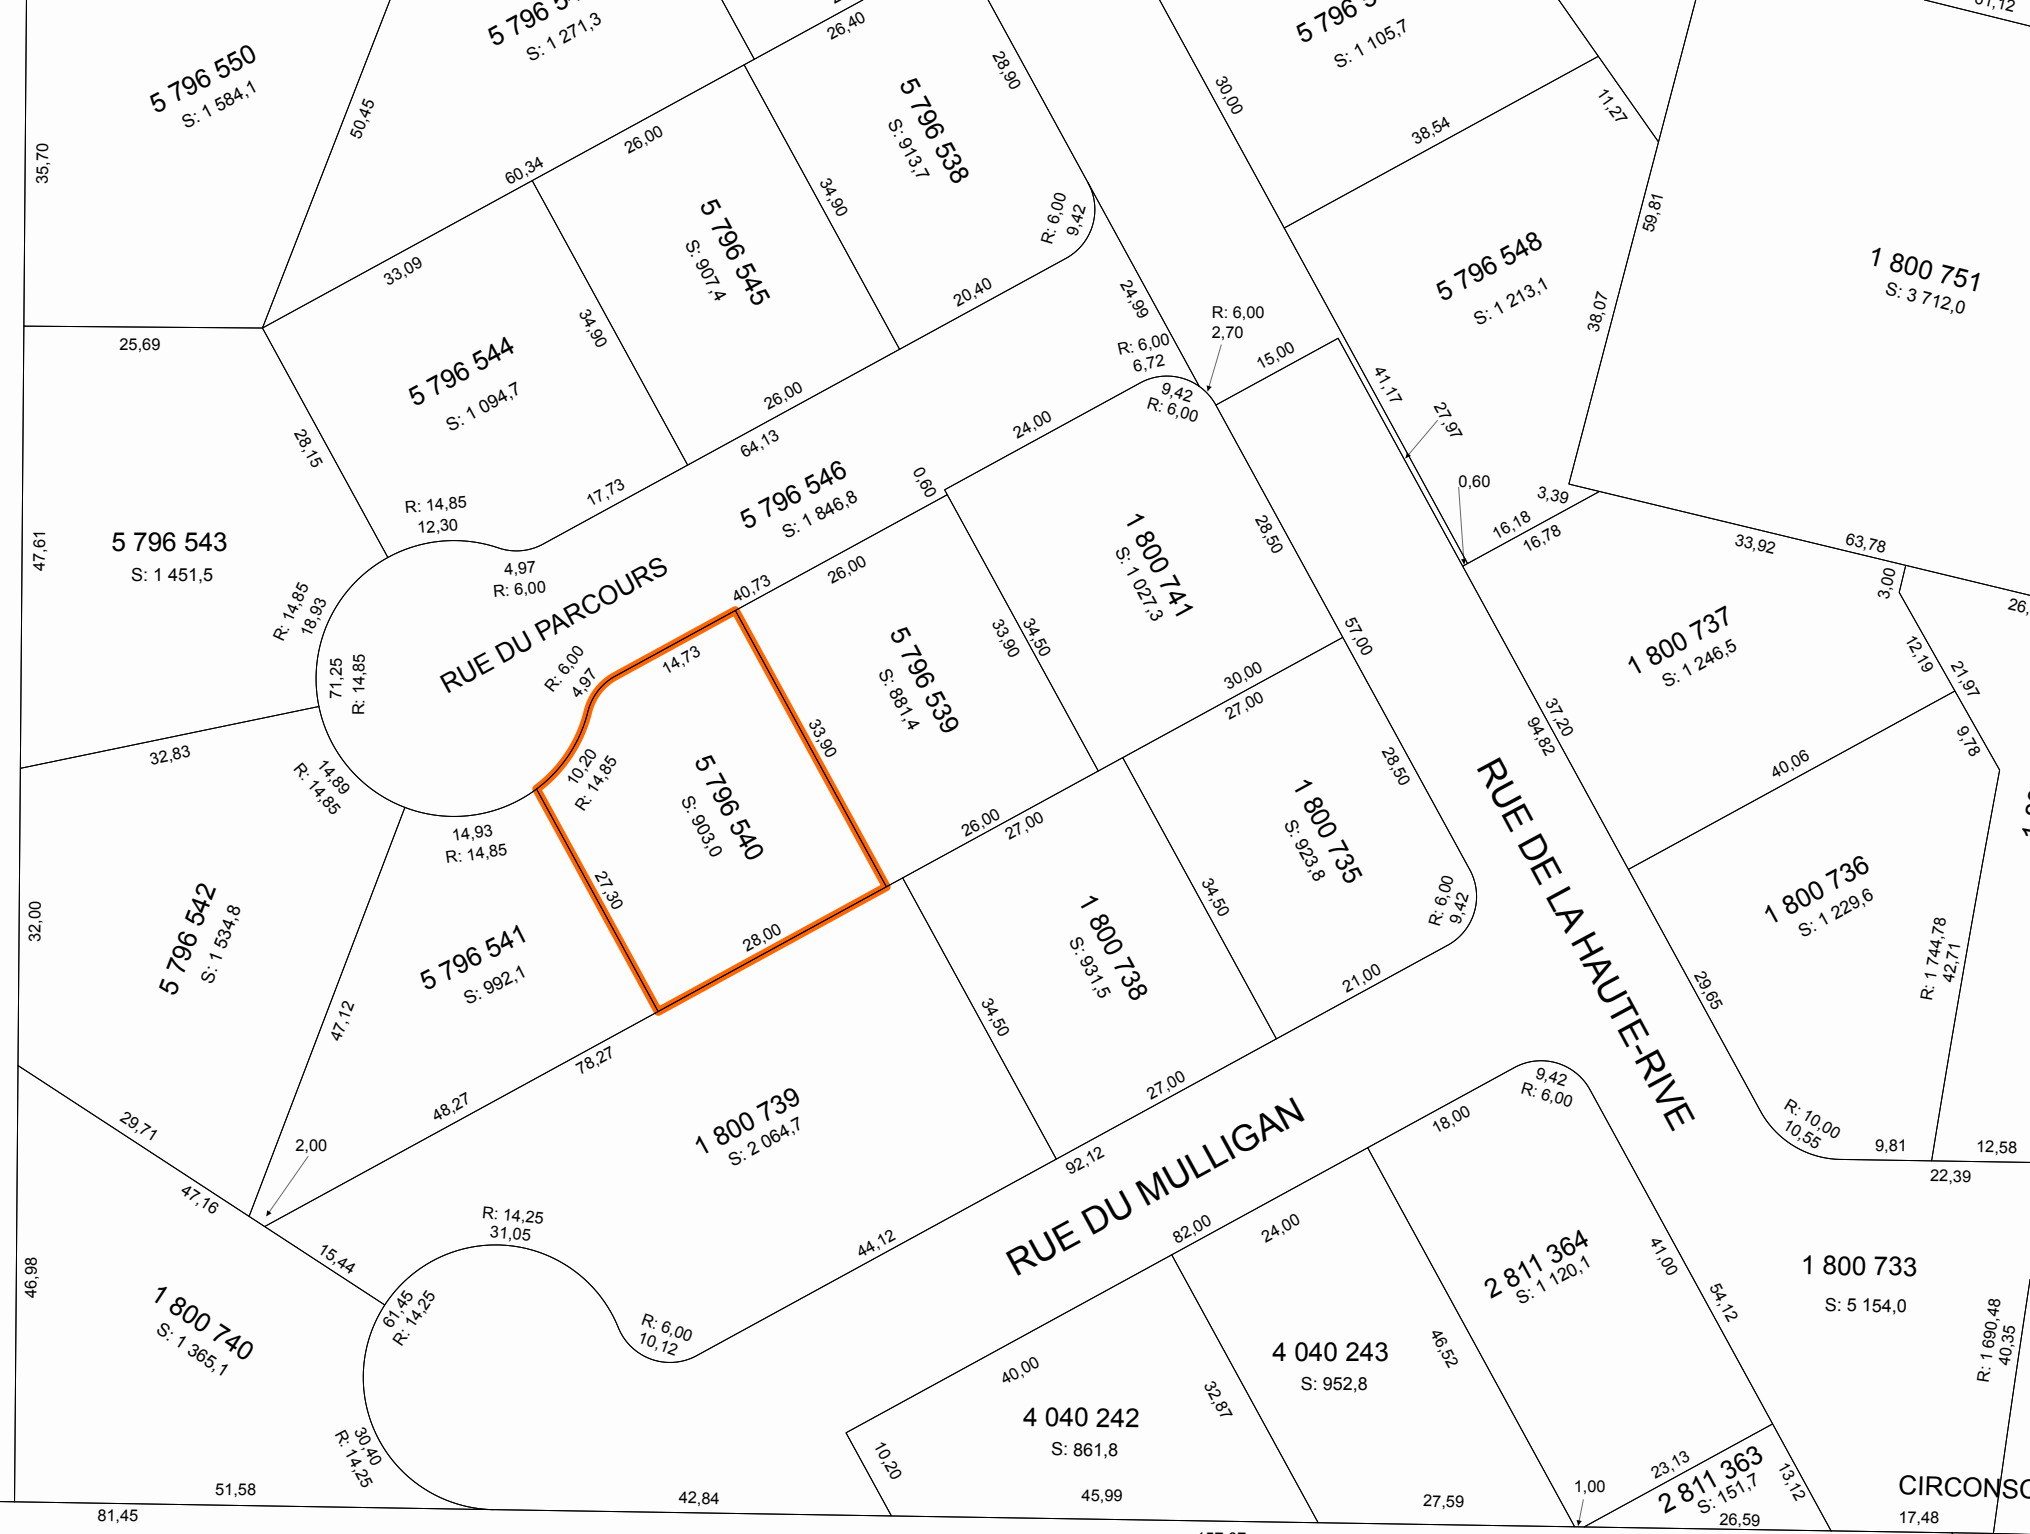 5 796 550
S: 1 584,1
S: 1 271,3
26,40
28,90
30,00
S: 1 105,7
11,27
35,70
50,45
60,34
26,00
34,90
5 796 538
S: 913,7
R: 6,00
9,42
38,54
59,81
1 800 751
S: 3 712,0
33,09
5 796 545
S: 907,4
20,40
24,99
5 796 548
S: 1 213,1
38,07
25,69
5 796 544
S: 1 094,7
34,90
26,00
64,13
R: 6,00
2,70
R: 6,00
6,72
15,00
9,42
R: 6,00
41,17
27,97
28,15
24,00
0,60
0,60
3,39
16,18
16,78
R: 14,85
12,30
17,73
5 796 546
S: 1 846,8
47,61
5 796 543
S: 1 451,5
4,97
R: 6,00
RUE DU PARCOURS
40,73
26,00
1 800 741
S: 1 027,3
28,50
33,92
63,78
3,00
R: 14,85
18,93
71,25
R: 14,85
R: 6,00
4,97
14,73
33,90
5 796 539
S: 881,4
33,90
34,50
57,00
30,00
27,00
1 800 737
S: 1 246,5
12,19
21,97
32,83
14,89
R: 14,85
10,20
R: 14,85
5 796 540
S: 903,0
37,20
94,82
28,50
40,06
9,78
14,93
R: 14,85
27,30
28,00
26,00
27,00
34,50
1 800 735
S: 923,8
R: 6,00
9,42
RUE DE LA HAUTE-RIVE
1 800 736
S: 1 229,6
R: 1 744,78
42,71
32,00
5 796 542
S: 1 534,8
5 796 541
S: 992,1
47,12
34,50
1 800 738
S: 931,5
21,00
29,65
78,27
48,27
29,71
2,00
1 800 739
S: 2 064,7
27,00
92,12
9,42
R: 6,00
18,00
R: 10,00
10,55
9,81
12,58
22,39
47,16
15,44
R: 14,25
31,05
44,12
RUE DU MULLIGAN
82,00
24,00
2 811 364
S: 1 120,1
41,00
54,12
1 800 733
S: 5 154,0
46,98
1 800 740
S: 1 365,1
61,45
R: 14,25
R: 6,00
10,12
40,00
32,87
4 040 243
S: 952,8
46,52
R: 1 690,48
40,35
30,40
R: 14,25
10,20
4 040 242
S: 861,8
23,13
2 811 363
S: 151,7
13,12
CIRCONSC
51,58
81,45
42,84
45,99
27,59
1,00
26,59
17,48